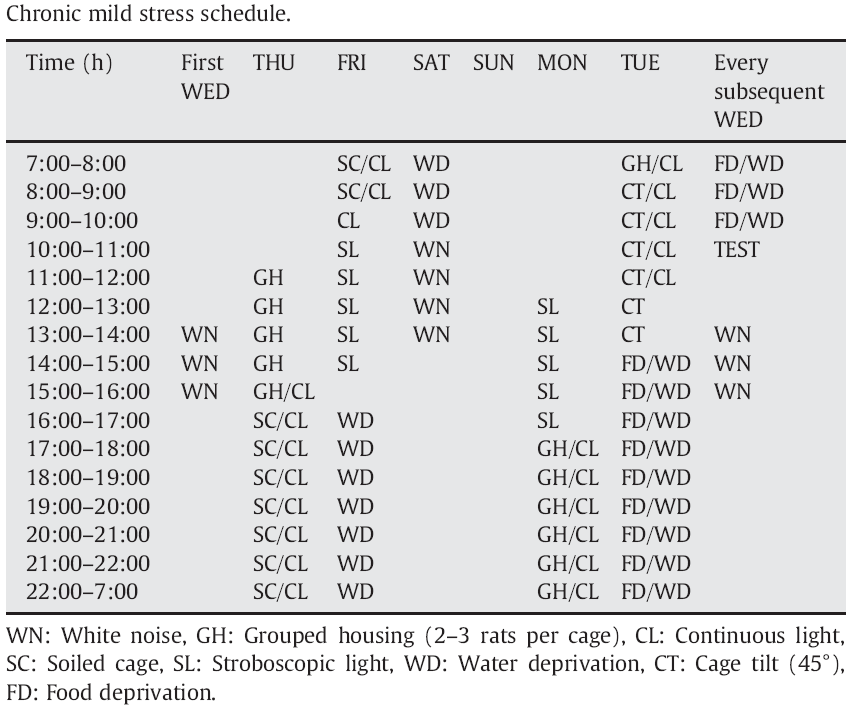 Chronic mild stress schedule.
Time (h) First WED THU FRI SAT SUN MON TUE Every subsequent WED
7:00–8:00 SC/CL WD GH/CL FD/WD
8:00–9:00 SC/CL WD CT/CL FD/WD
9:00–10:00 CL WD CT/CL FD/WD
10:00–11:00 SL WN CT/CL TEST
11:00–12:00 GH SL WN CT/CL
12:00–13:00 GH SL WN SL CT
13:00–14:00 WN GH SL WN SL CT WN
14:00–15:00 WN GH SL SL FD/WD WN
15:00–16:00 WN GH/CL SL FD/WD WN
16:00–17:00 SC/CL WD SL FD/WD
17:00–18:00 SC/CL WD GH/CL FD/WD
18:00–19:00 SC/CL WD GH/CL FD/WD
19:00–20:00 SC/CL WD GH/CL FD/WD
20:00–21:00 SC/CL WD GH/CL FD/WD
21:00–22:00 SC/CL WD GH/CL FD/WD
22:00–7:00 SC/CL WD GH/CL FD/WD
WN: White noise, GH: Grouped housing (2–3 rats per cage), CL: Continuous light,
SC: Soiled cage, SL: Stroboscopic light, WD: Water deprivation, CT: Cage tilt (45°),
FD: Food deprivation.